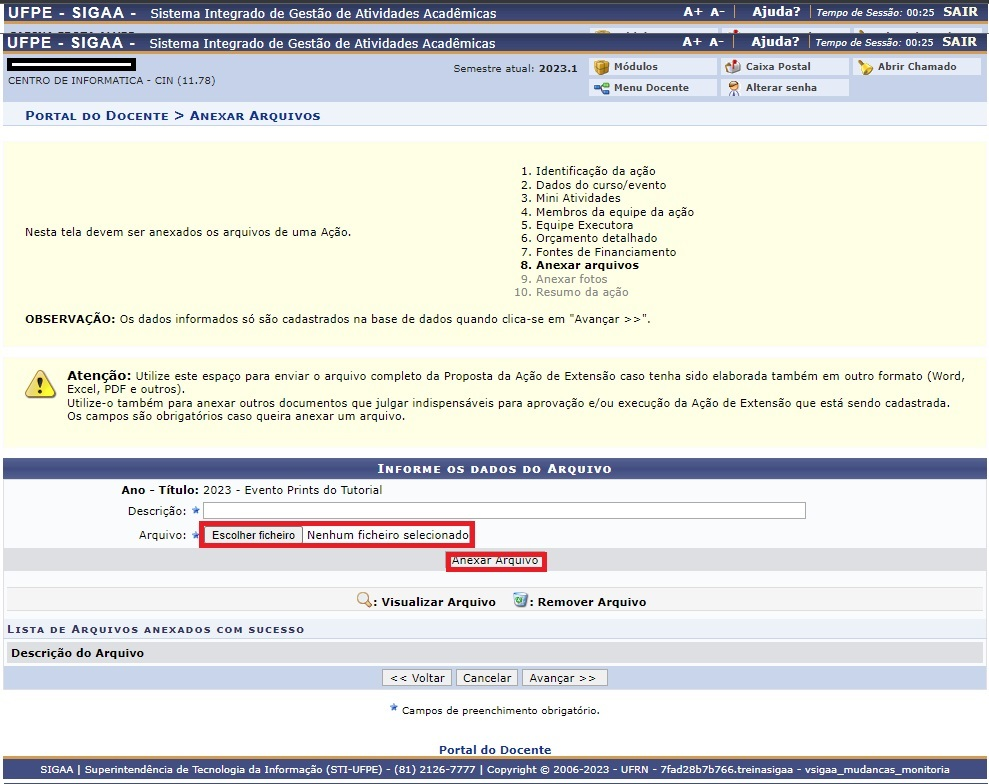 UFPE - SIGAA - Sistema Integrado de Gestão de Atividades Acadêmicas A+ A- Ajuda? Tempo de Sessão: 00:25 SAIR
UFPE - SIGAA - Sistema Integrado de Gestão de Atividades Acadêmicas A+ A- Ajuda? Tempo de Sessão: 00:25 SAIR
Semestre atual: 2023.1 Módulos Caixa Postal Abrir Chamado
CENTRO DE INFORMATICA - CIN (11.78)
Menu Docente Alterar senha
PORTAL DO DOCENTE > ANEXAR ARQUIVOS
1. Identificação da ação
2. Dados do curso/evento
3. Mini Atividades
4. Membros da equipe da ação
5. Equipe Executora
6. Orçamento detalhado
7. Fontes de Financiamento
8. Anexar arquivos
9. Anexar fotos
10. Resumo da ação
Nesta tela devem ser anexados os arquivos de uma Ação.
OBSERVAÇÃO: Os dados informados só são cadastrados na base de dados quando clica-se em "Avançar >>".
Atenção: Utilize este espaço para enviar o arquivo completo da Proposta da Ação de Extensão caso tenha sido elaborada também em outro formato (Word,
Excel, PDF e outros).
Utilize-o também para anexar outros documentos que julgar indispensáveis para aprovação e/ou execução da Ação de Extensão que está sendo cadastrada.
Os campos são obrigatórios caso queira anexar um arquivo.
INFORME OS DADOS DO ARQUIVO
Ano - Título: 2023 - Evento Prints do Tutorial
Descrição:
Arquivo: Escolher ficheiro Nenhum ficheiro selecionado
Anexar Arquivo
: Visualizar Arquivo : Remover Arquivo
LISTA DE ARQUIVOS ANEXADOS COM SUCESSO
Descrição do Arquivo
<< Voltar Cancelar Avançar >>
Campos de preenchimento obrigatório.
Portal do Docente
SIGAA | Superintendência de Tecnologia da Informação (STI-UFPE) - (81) 2126-7777 | Copyright © 2006-2023 - UFRN - 7fad28b7b766.treinasigaa - vsigaa_mudancas_monitoria